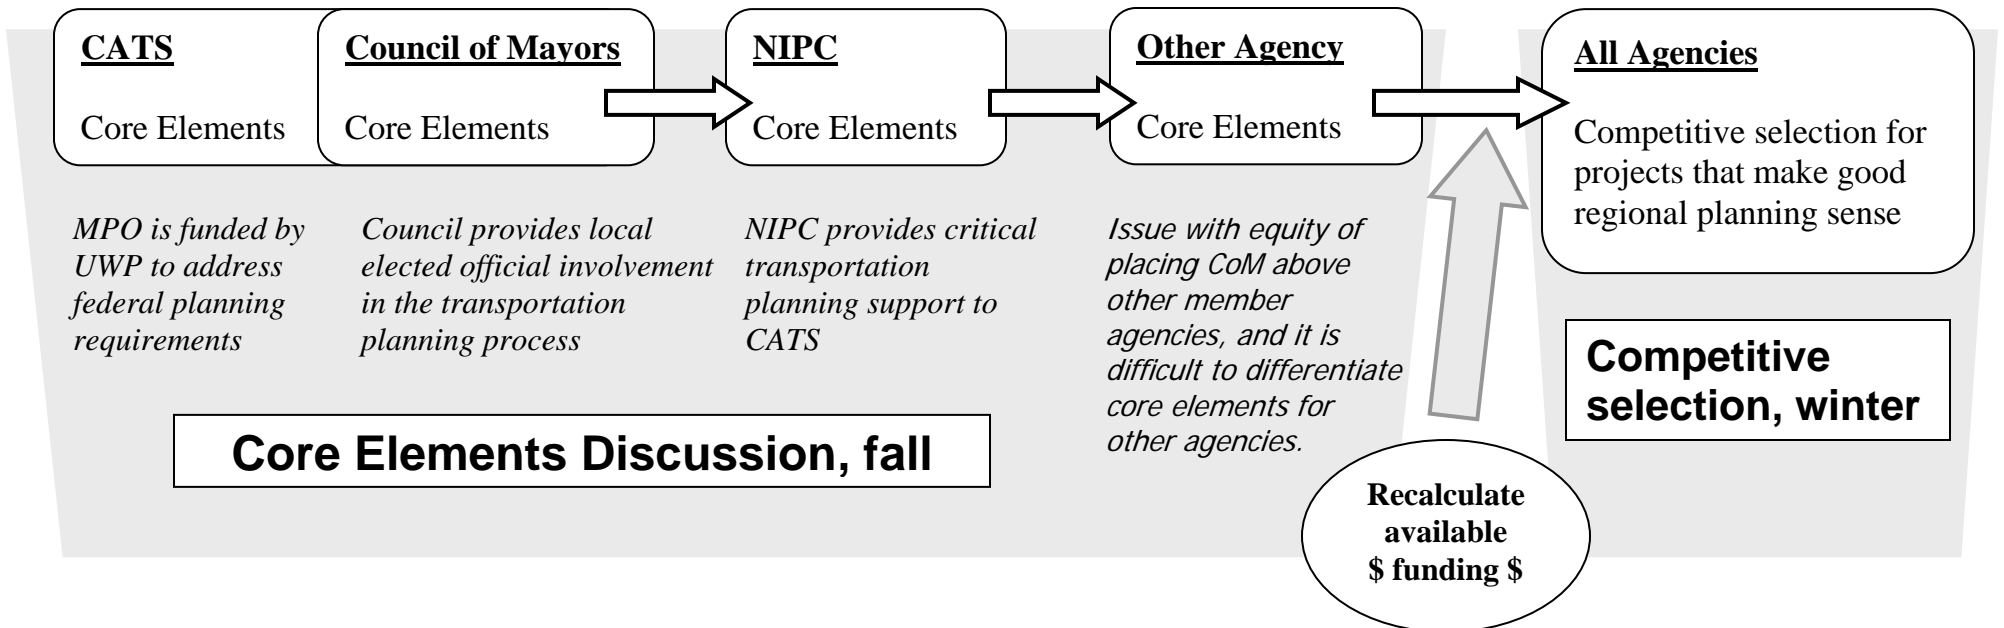 CATS
Core Elements
Council of Mayors
Core Elements
NIPC
Core Elements
Other Agency
Core Elements
All Agencies
Competitive selection for
projects that make good
regional planning sense
MPO is funded by
UWP to address
federal planning
requirements
Council provides local
elected official involvement
in the transportation
planning process
NIPC provides critical
transportation
planning support to
CATS
Issue with equity of
placing CoM above
other member
agencies, and it is
difficult to differentiate
core elements for
other agencies.
Core Elements Discussion, fall
Recalculate
available
$ funding $
Competitive
selection, winter